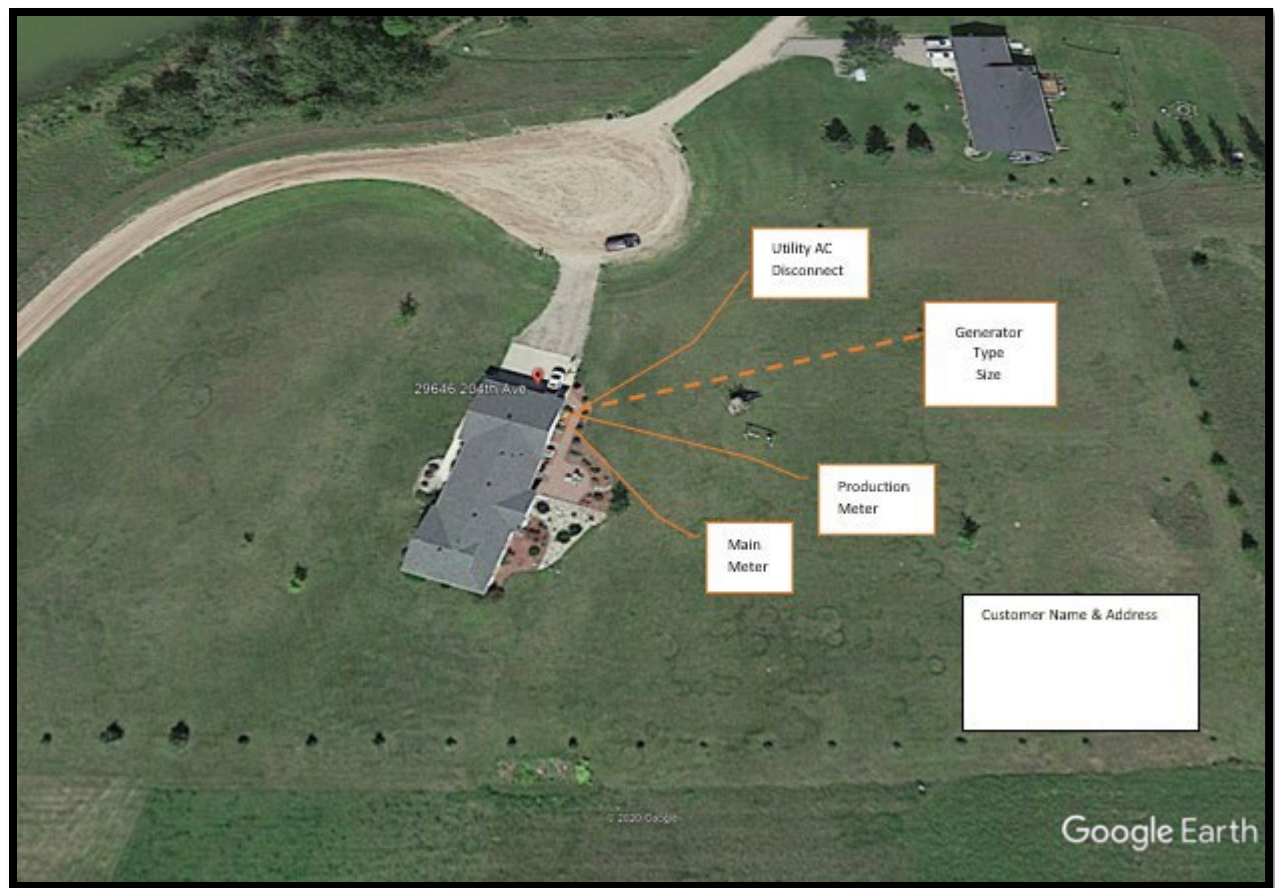 Utility AC
Disconnect
Generator
Type
Size
29646 204th Ave
Production
Meter
Main
Meter
Customer Name & Address
© 2020 Google
Google Earth